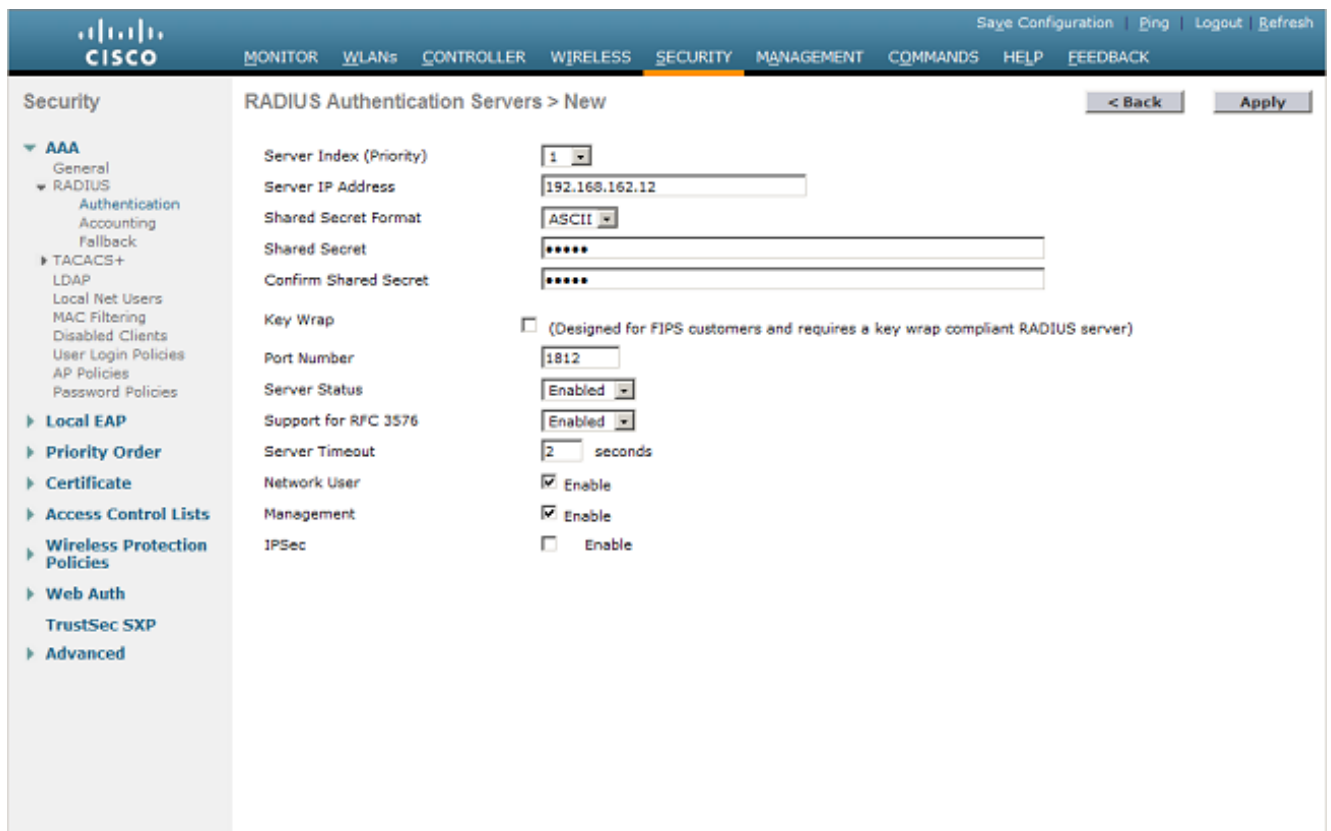 Save Configuration | Ping | Logout | Refresh
CISCO
MONITOR WLANs CONTROLLER WIRELESS SECURITY MANAGEMENT COMMANDS HELP FEEDBACK
Security
AAA
General
RADIUS
Authentication
Accounting
Fallback
TACACS+
LDAP
Local Net Users
MAC Filtering
Disabled Clients
User Login Policies
AP Policies
Password Policies
Local EAP
Priority Order
Certificate
Access Control Lists
Wireless Protection
Policies
Web Auth
TrustSec SXP
Advanced
RADIUS Authentication Servers > New
< Back
Apply
Server Index (Priority) 1
Server IP Address 192.168.162.12
Shared Secret Format ASCII
Shared Secret •••••
Confirm Shared Secret •••••
Key Wrap (Designed for FIPS customers and requires a key wrap compliant RADIUS server)
Port Number 1812
Server Status Enabled
Support for RFC 3576 Enabled
Server Timeout 2 seconds
Network User Enable
Management Enable
IPSec Enable